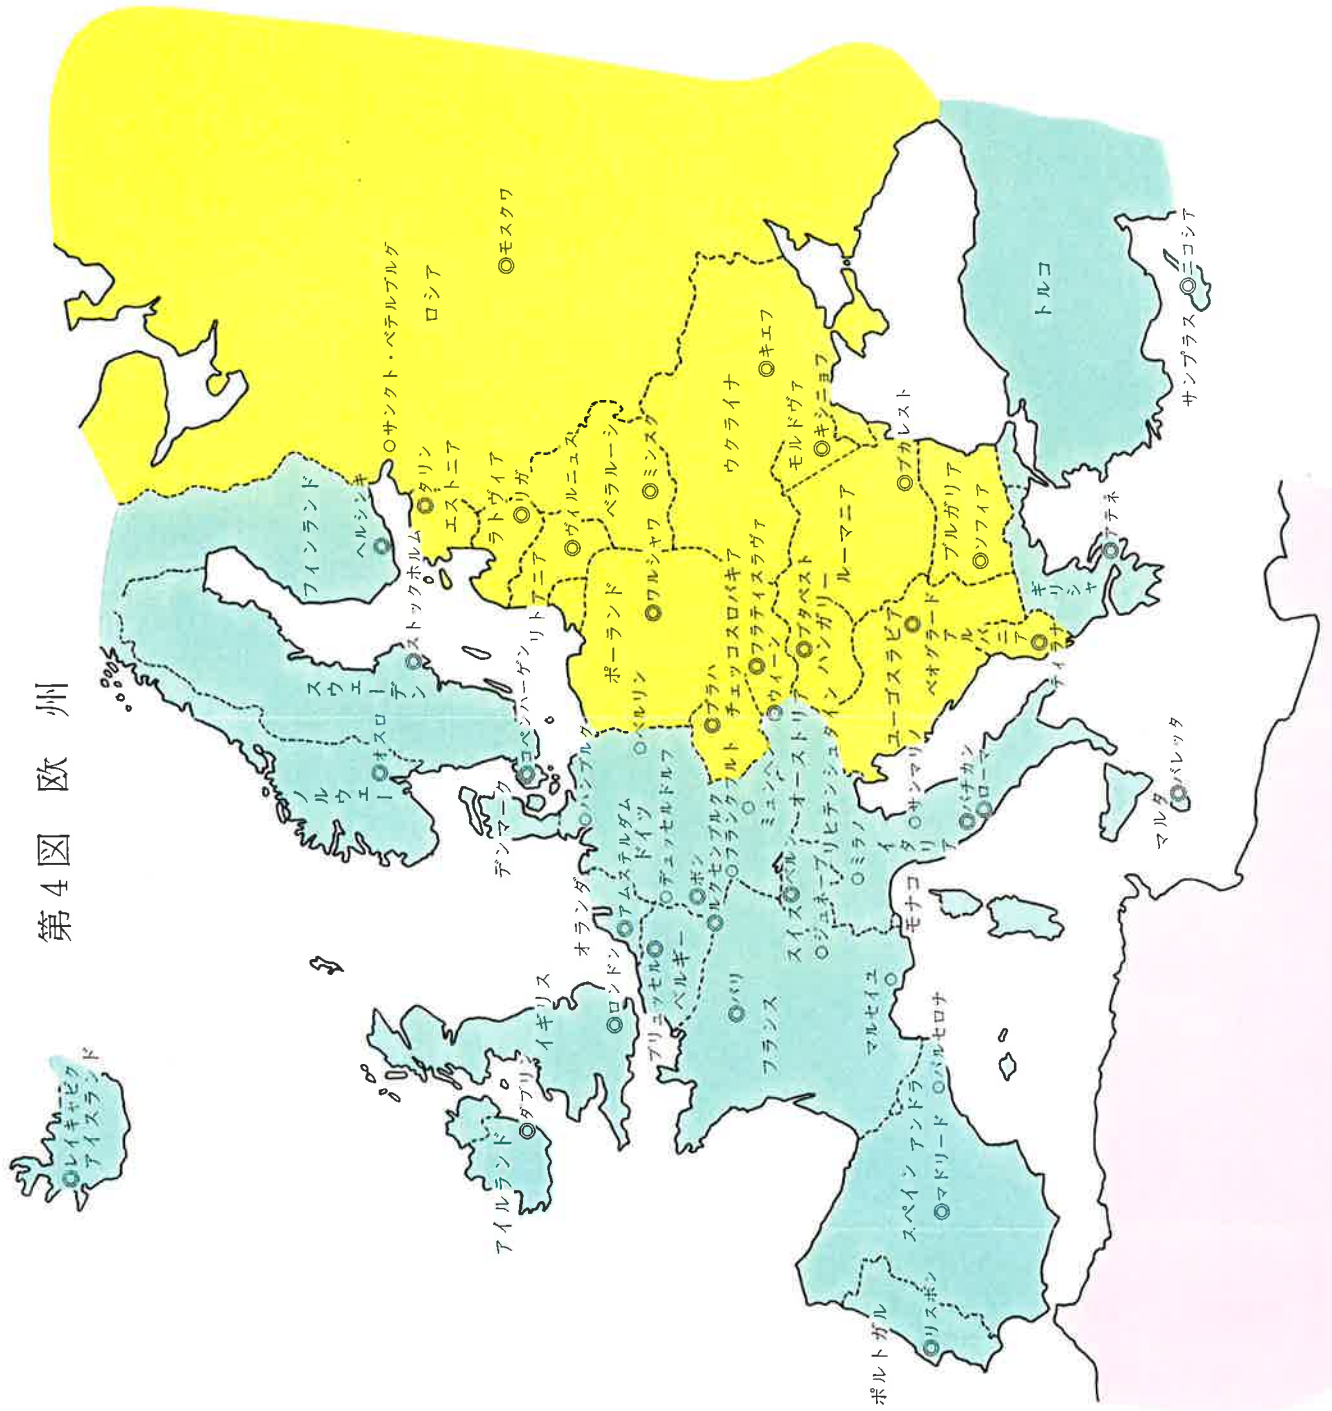 第4図 欧州
レイキャビク
アイスランド
アイルランド
ダブリン
イギリス
ロンドン
ノルウェー
オスロー
スウェーデン
ストックホルム
フィンランド
ヘルシンキ
デンマーク
コペンハーゲン
サンクト・ペテルブルグ
ロシア
モスクワ
タリン
エストニア
ラトヴィア
リガ
リトアニア
ヴィルニュス
ベラルーシ
ミンスク
オランダ
アムステルダム
ハンブルク
ドイツ
ベルリン
デュッセルドルフ
ボン
フランクフルト
ミュンヘン
ブリュッセル
ベルギー
ルクセンブルク
ポーランド
ワルシャワ
プラハ
チェッコスロバキア
ブラティスラヴァ
ウクライナ
キエフ
モルドヴァ
キシニョフ
パリ
フランス
マルセイユ
スイス
ベルン
ジュネーブ
リヒテンシュタイン
オーストリア
ウィーン
ハンガリー
ブタペスト
ルーマニア
ブカレスト
ミラノ
イタリア
モナコ
サンマリノ
バチカン
ローマ
ユーゴスラビア
ベオグラード
アルバニア
ティラナ
ブルガリア
ソフィア
ギリシャ
アテネ
トルコ
サンプラス
ニコシア
マルタ
バレッタ
アンドラ
バルセロナ
スペイン
マドリード
ポルトガル
リスボン